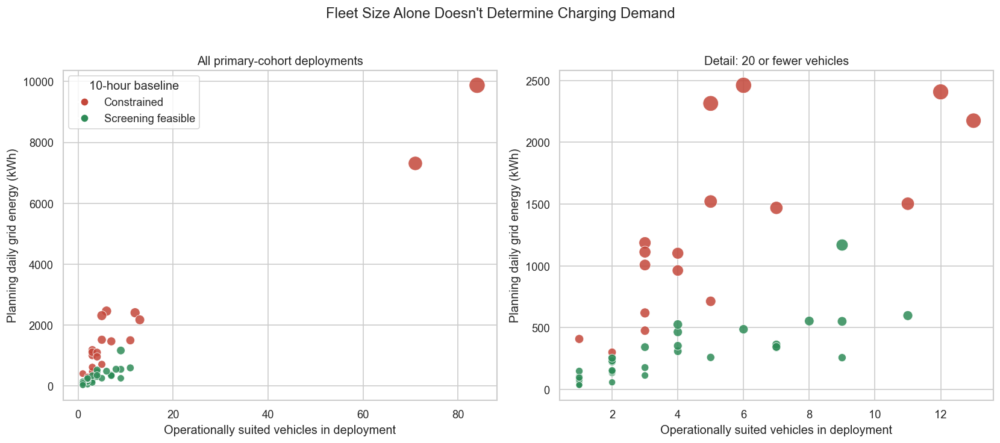 Fleet Size Alone Doesn't Determine Charging Demand
All primary-cohort deployments
10-hour baseline
Constrained
Screening feasible
Planning daily grid energy (kWh)
10000
8000
6000
4000
2000
0
0 20 40 60 80
Operationally suited vehicles in deployment
Detail: 20 or fewer vehicles
Planning daily grid energy (kWh)
2500
2000
1500
1000
500
0
2 4 6 8 10 12
Operationally suited vehicles in deployment